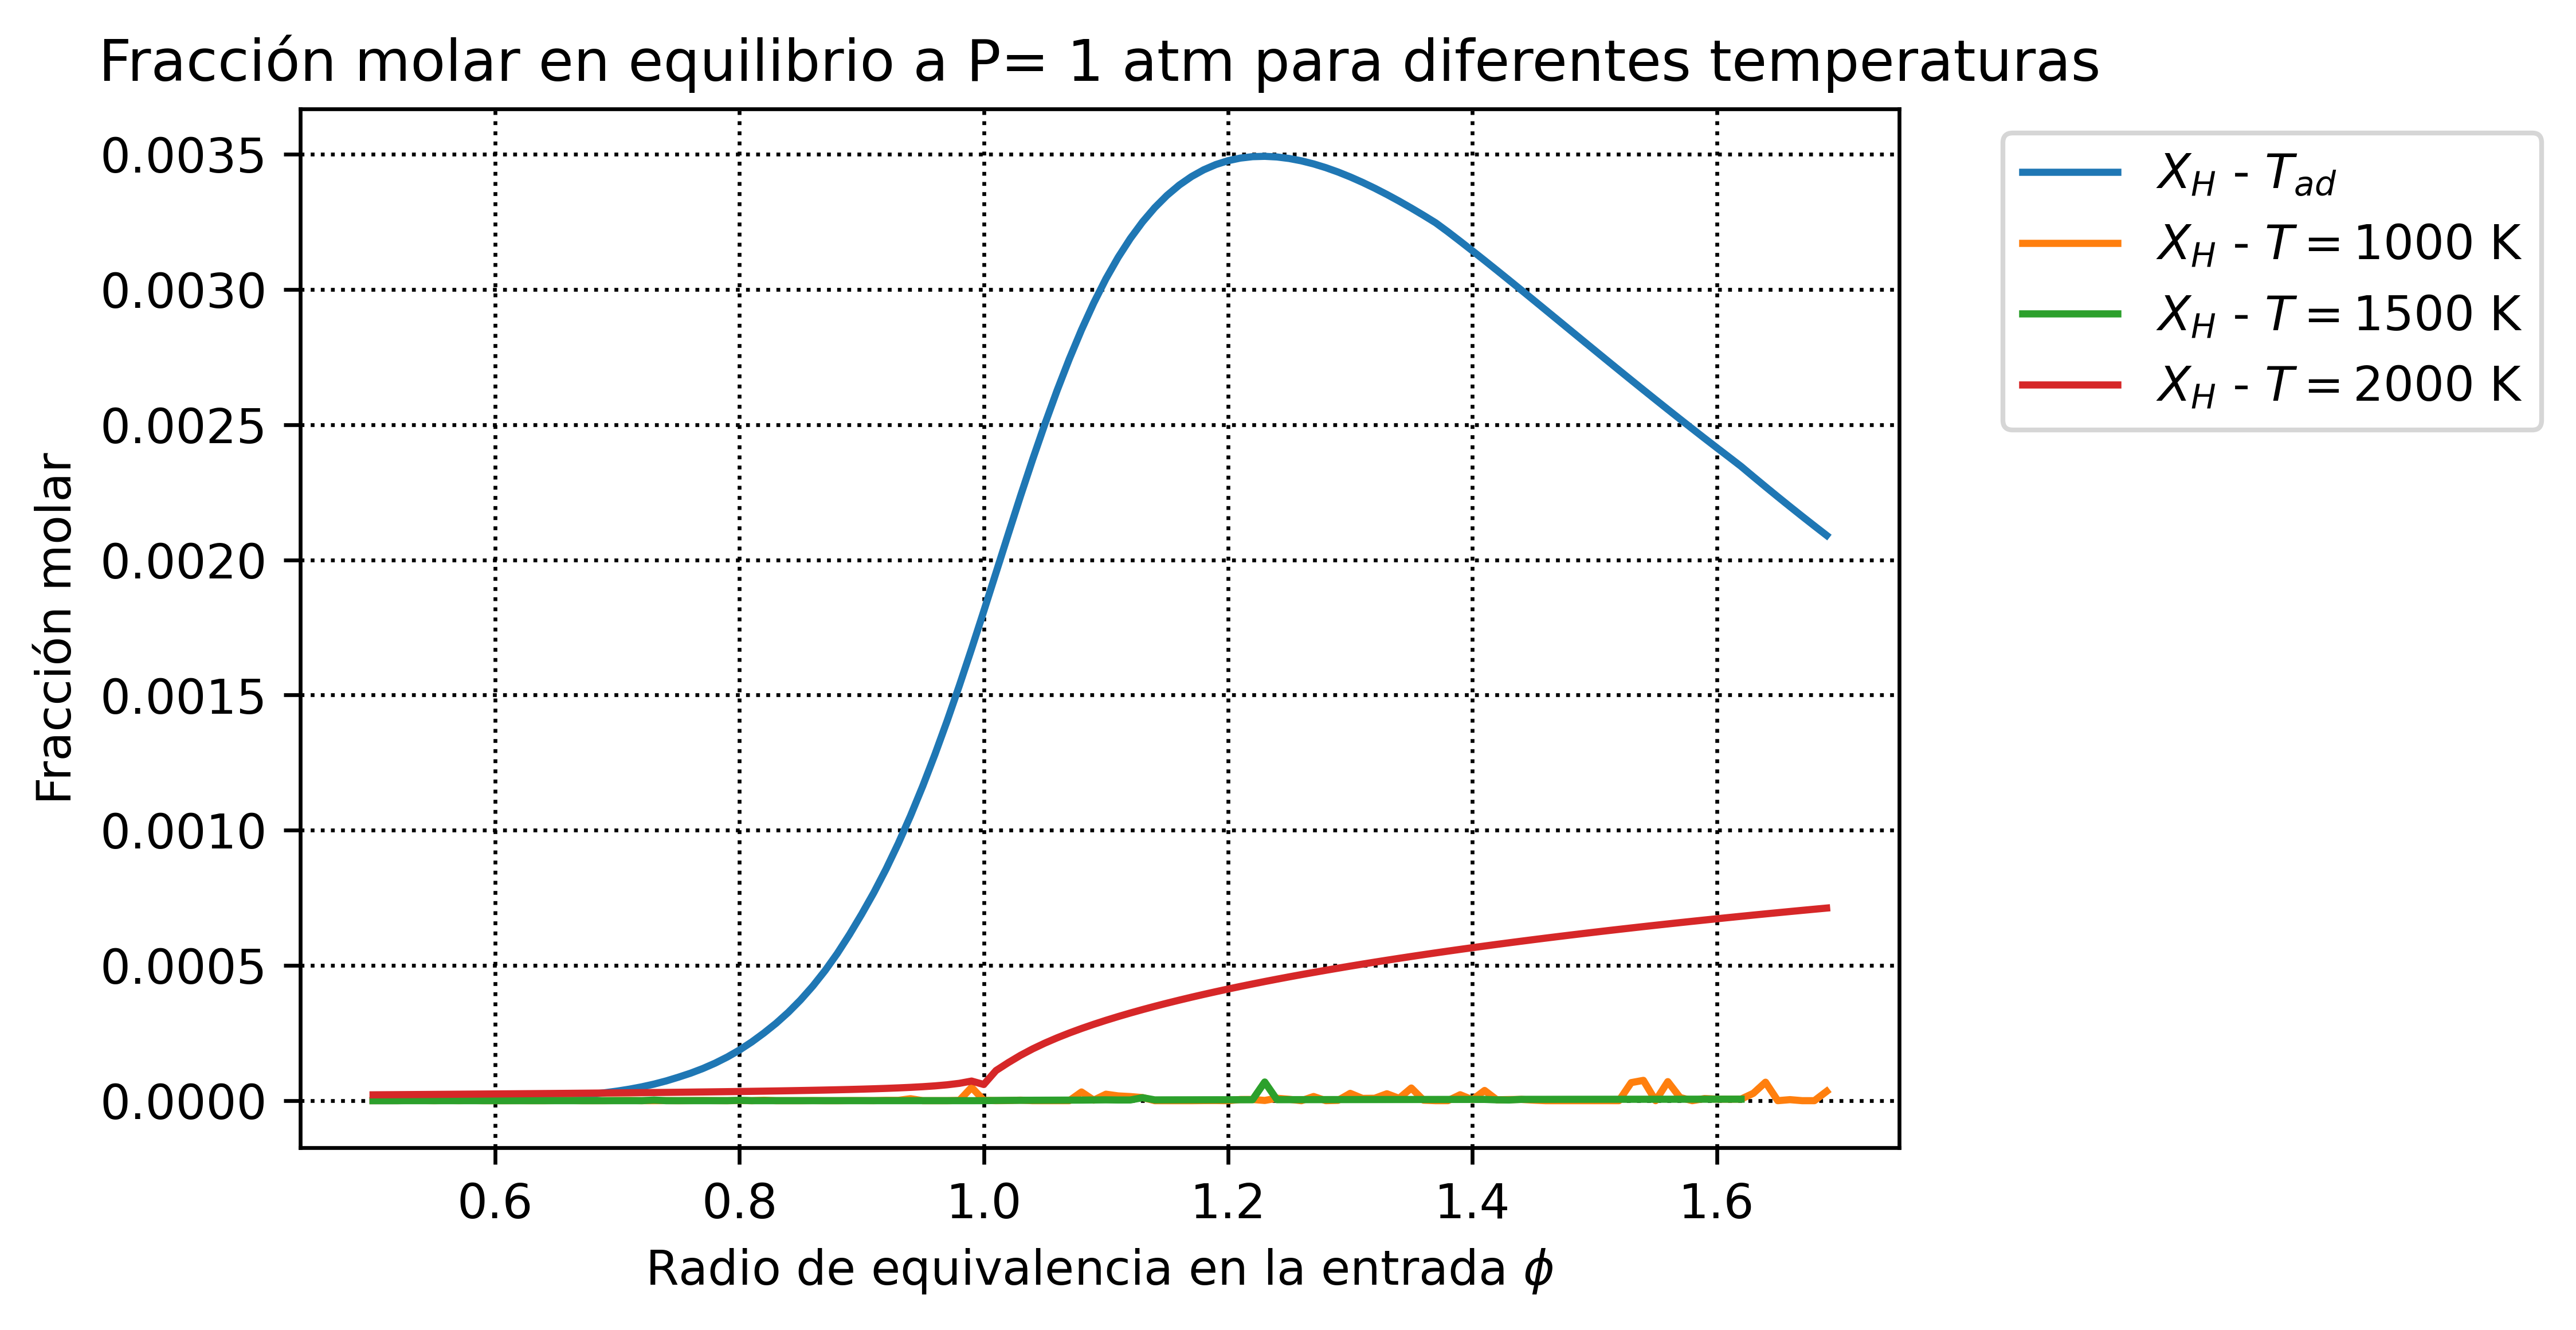 Fracción molar en equilibrio a P= 1 atm para diferentes temperaturas
0.0035
0.0030
0.0025
0.0020
0.0015
0.0010
0.0005
0.0000
Fracción molar
0.6 0.8 1.0 1.2 1.4 1.6
Radio de equivalencia en la entrada ϕ
X_H - T_ad
X_H - T = 1000 K
X_H - T = 1500 K
X_H - T = 2000 K